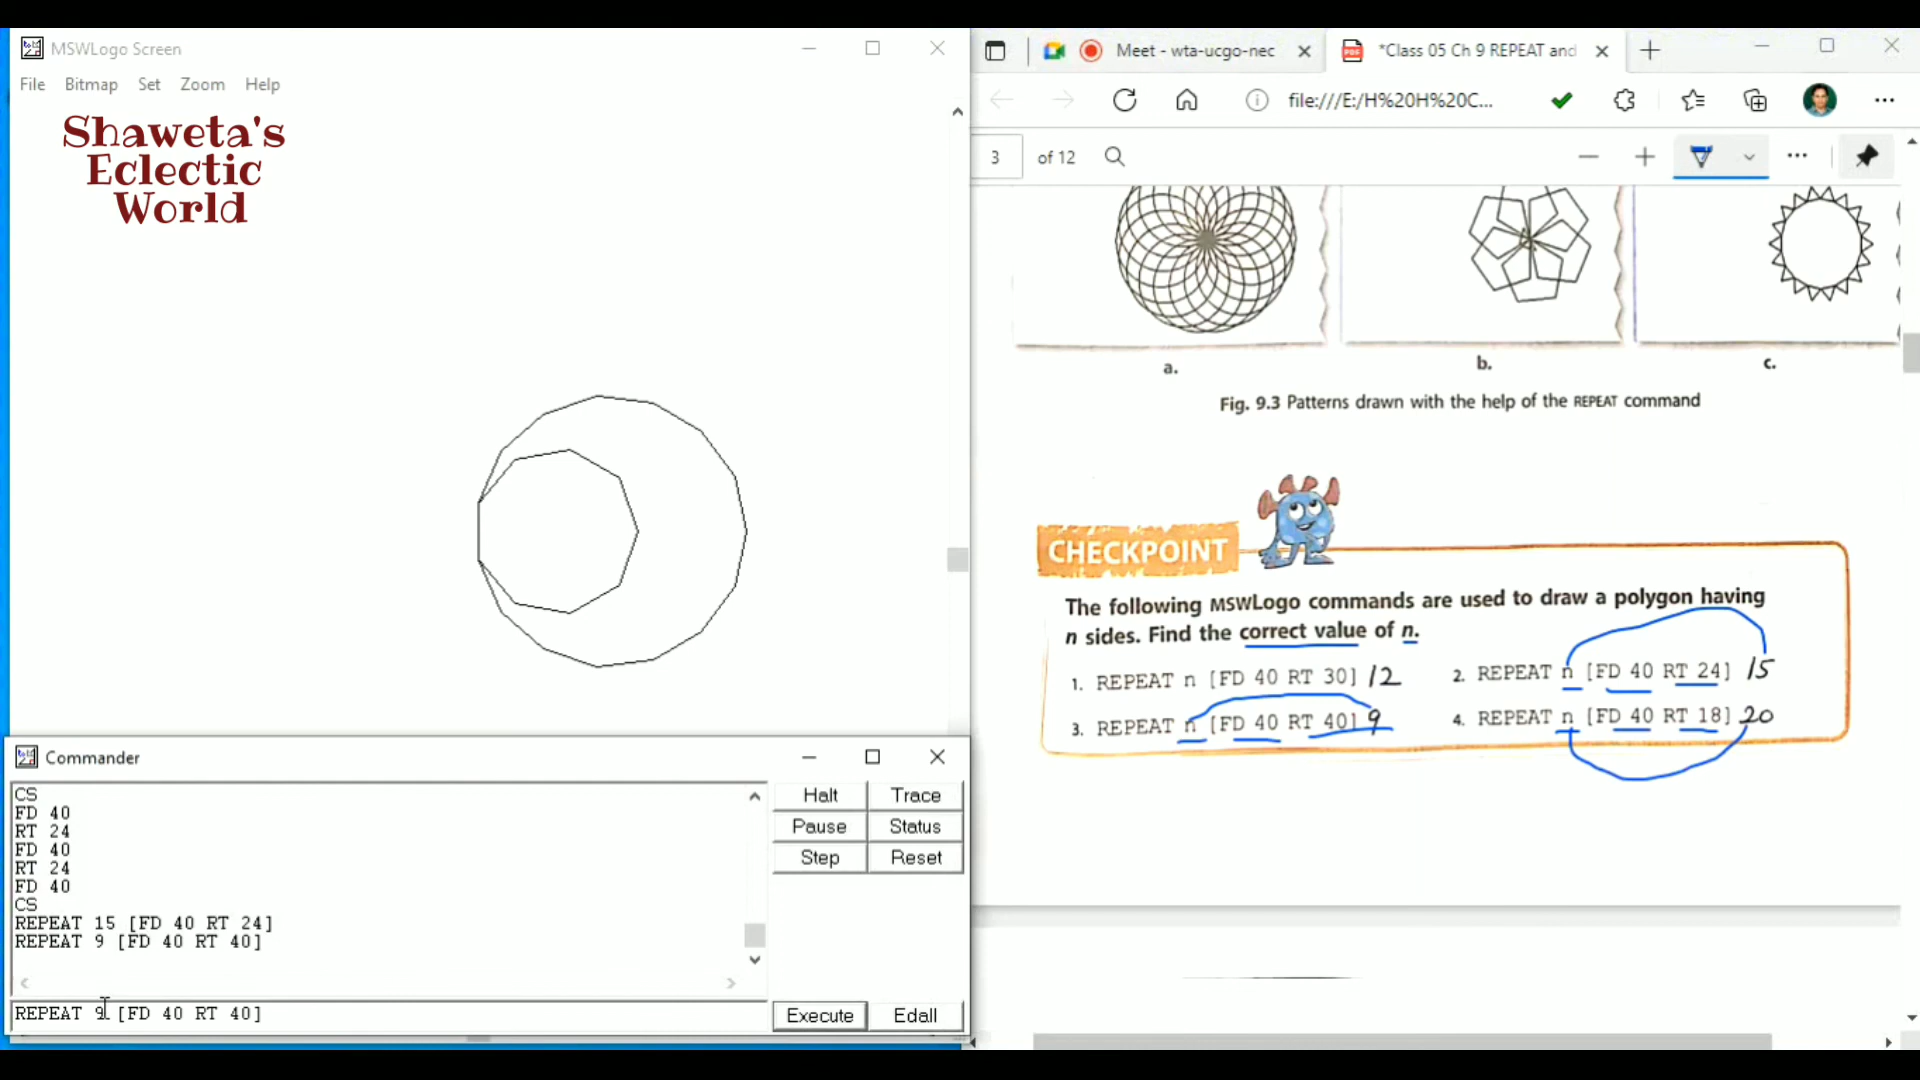 MSWLogo Screen
File Bitmap Set Zoom Help
Shaweta's
Eclectic
World
Commander
CS
FD 40
RT 24
FD 40
RT 24
FD 40
CS
REPEAT 15 [FD 40 RT 24]
REPEAT 9 [FD 40 RT 40]
REPEAT 9 [FD 40 RT 40]
Halt Trace
Pause Status
Step Reset
Execute Edall
Meet - wta-ucgo-nec
*Class 05 Ch 9 REPEAT and
file:///E:/H%20H%20C...
3 of 12
a. b. c.
Fig. 9.3 Patterns drawn with the help of the REPEAT command
CHECKPOINT
The following MSWLogo commands are used to draw a polygon having
n sides. Find the correct value of n.
1. REPEAT n [FD 40 RT 30] 12
2. REPEAT n [FD 40 RT 24] 15
3. REPEAT n [FD 40 RT 40] 9
4. REPEAT n [FD 40 RT 18] 20